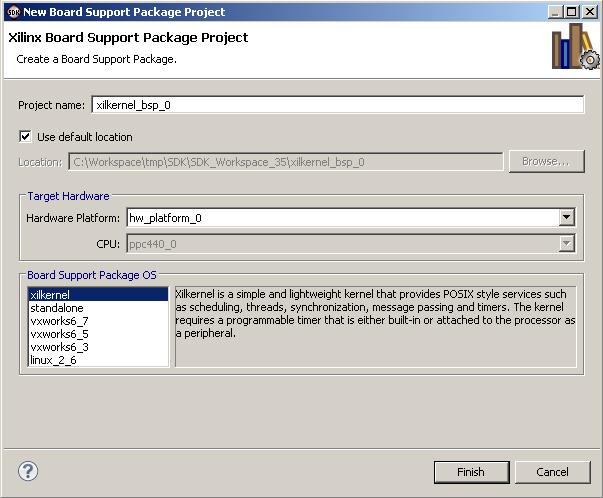 SDK New Board Support Package Project
Xilinx Board Support Package Project
Create a Board Support Package.
Project name: xilkernel_bsp_0
Use default location
Location: C:\Workspace\tmp\SDK\SDK_Workspace_35\xilkernel_bsp_0 Browse...
Target Hardware
Hardware Platform: hw_platform_0
CPU: ppc440_0
Board Support Package OS
xilkernel
standalone
vxworks6_7
vxworks6_5
vxworks6_3
linux_2_6
Xilkernel is a simple and lightweight kernel that provides POSIX style services such
as scheduling, threads, synchronization, message passing and timers. The kernel
requires a programmable timer that is either built-in or attached to the processor as
a peripheral.
? Finish Cancel